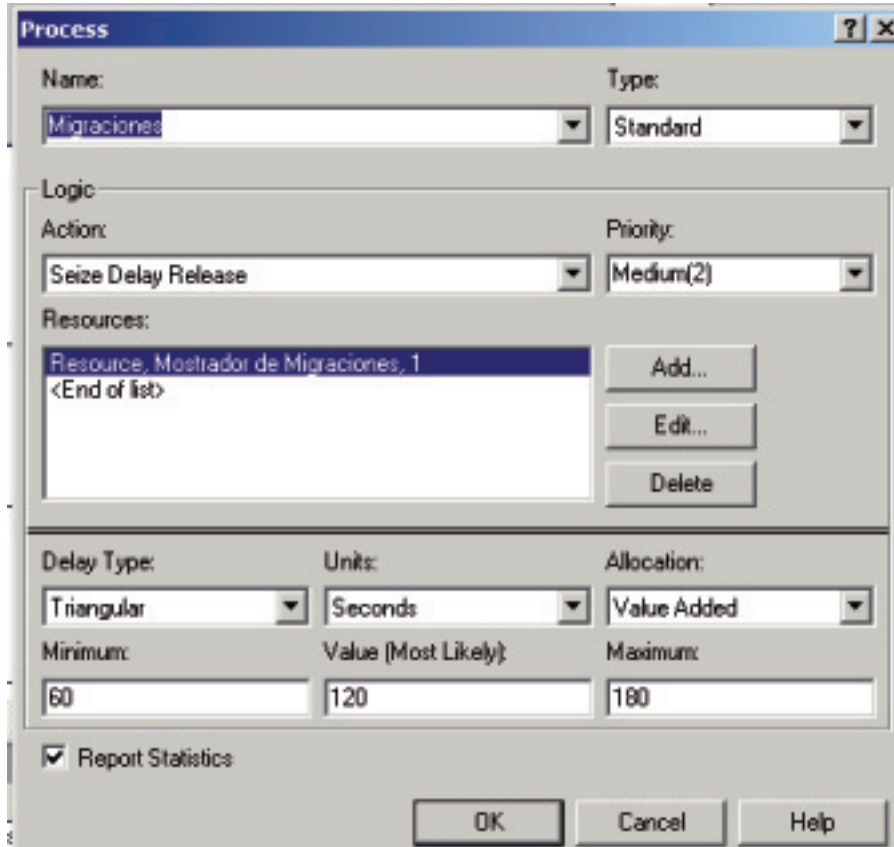 Process
Name: Type:
Migraciones Standard
Logic
Action: Priority:
Seize Delay Release Medium(2)
Resources:
Resource, Mostrador de Migraciones, 1
<End of list>
Add...
Edit...
Delete
Delay Type: Units: Allocation:
Triangular Seconds Value Added
Minimum: Value (Most Likely): Maximum:
60 120 180
Report Statistics
OK Cancel Help